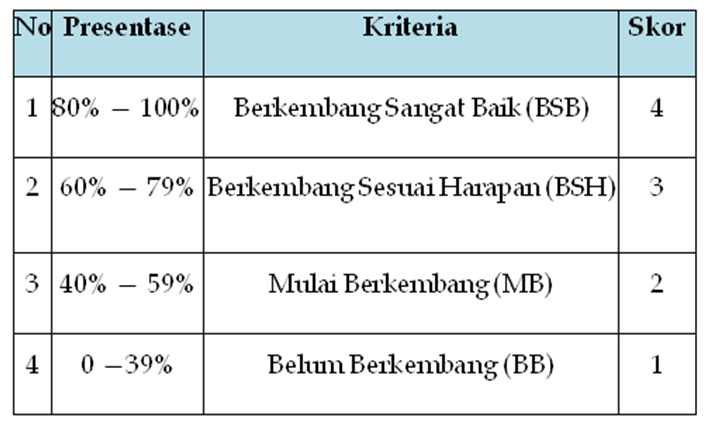 No Presentase Kriteria Skor
1 80% – 100% Berkembang Sangat Baik (BSB) 4
2 60% – 79% Berkembang Sesuai Harapan (BSH) 3
3 40% – 59% Mulai Berkembang (MB) 2
4 0 –39% Belum Berkembang (BB) 1